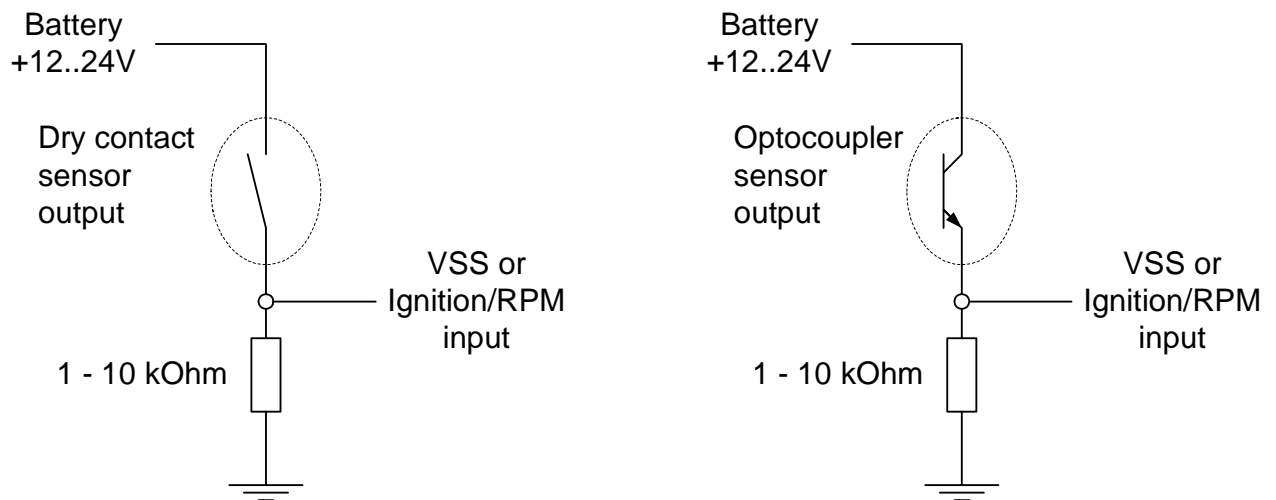 Battery
+12..24V
Dry contact
sensor
output
VSS or
Ignition/RPM
input
1 - 10 kOhm
Battery
+12..24V
Optocoupler
sensor
output
VSS or
Ignition/RPM
input
1 - 10 kOhm